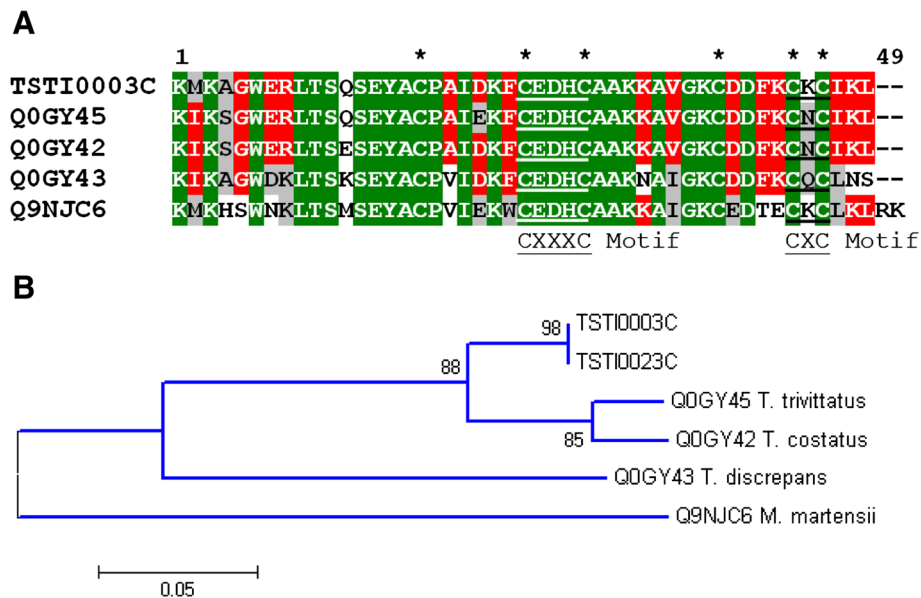 A
* * * * * *
1 49
TSTI0003C KMKAGWERLTSQSEYACPAIDKFCEDHCAAKKAVGKCDDFKCKCIKL--
Q0GY45 KIKSGWERLTSQSEYACPAIEKFCEDHCAAKKAVGKCDDFKCNCIKL--
Q0GY42 KIKSGWERLTSESEYACPAIDKFCEDHCAAKKAVGKCDDFKCNCIKL--
Q0GY43 KIKAGWDKLTSKSEYACPVIDKFCEDHCAAKNAIGKCDDFKCQCLNS--
Q9NJC6 KMKHSWNKLTSMSEYACPVIEKWCEDHCAAKKAIGKCEDTECKCLKLRK
CXXXC Motif CXC Motif
B
98 TSTI0003C
TSTI0023C
88
Q0GY45 T. trivittatus
85
Q0GY42 T. costatus
Q0GY43 T. discrepans
Q9NJC6 M. martensii
0.05